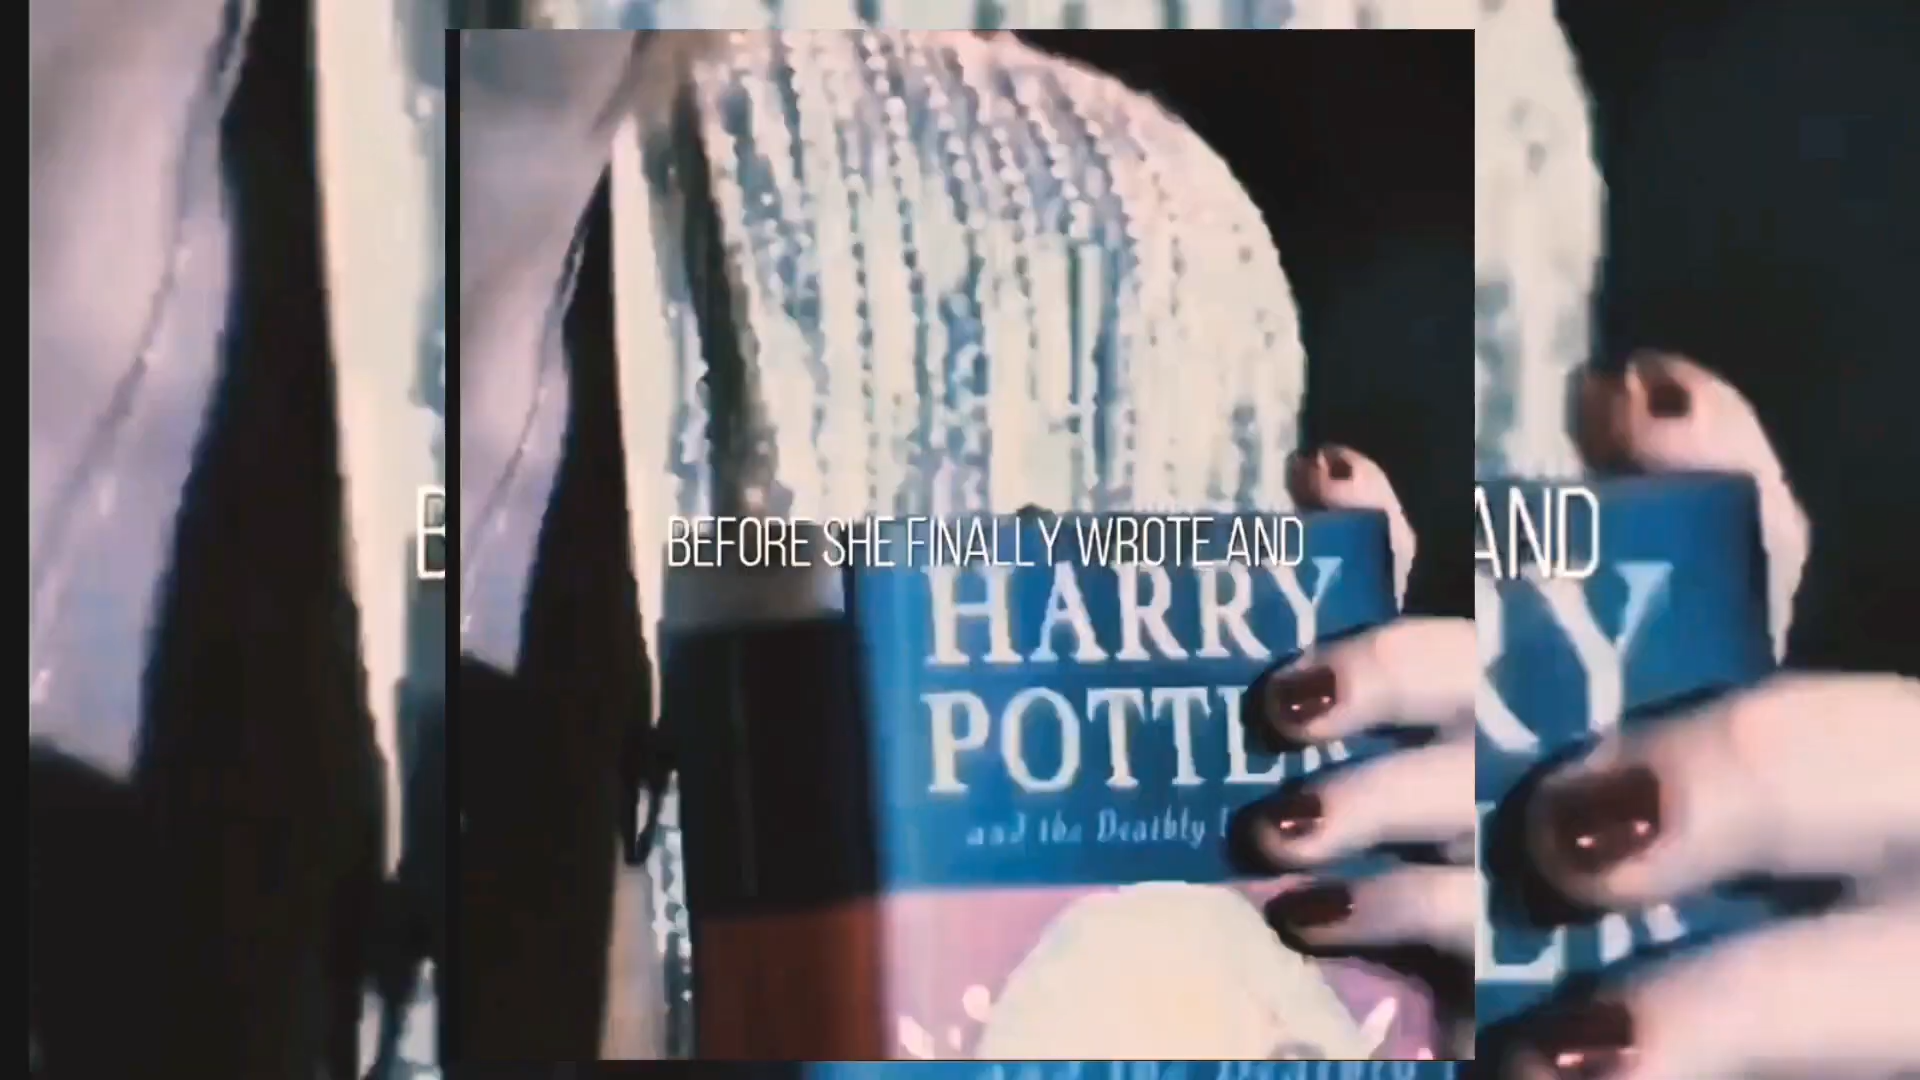 BEFORE SHE FINALLY WROTE AND
HARRY
POTTER
and the Deathly